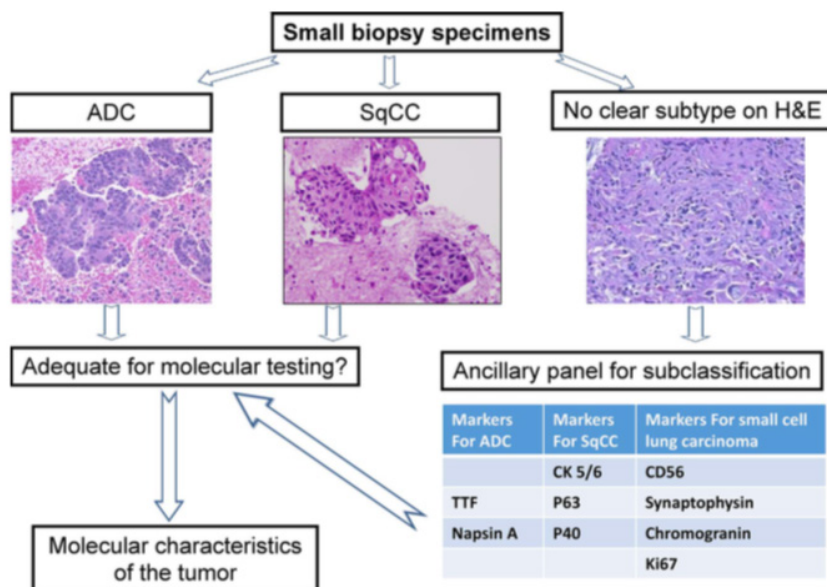 Small biopsy specimens
ADC
SqCC
No clear subtype on H&E
Adequate for molecular testing?
Ancillary panel for subclassification
Markers For ADC
Markers For SqCC
Markers For small cell lung carcinoma
CK 5/6
CD56
TTF
P63
Synaptophysin
Napsin A
P40
Chromogranin
Ki67
Molecular characteristics
of the tumor